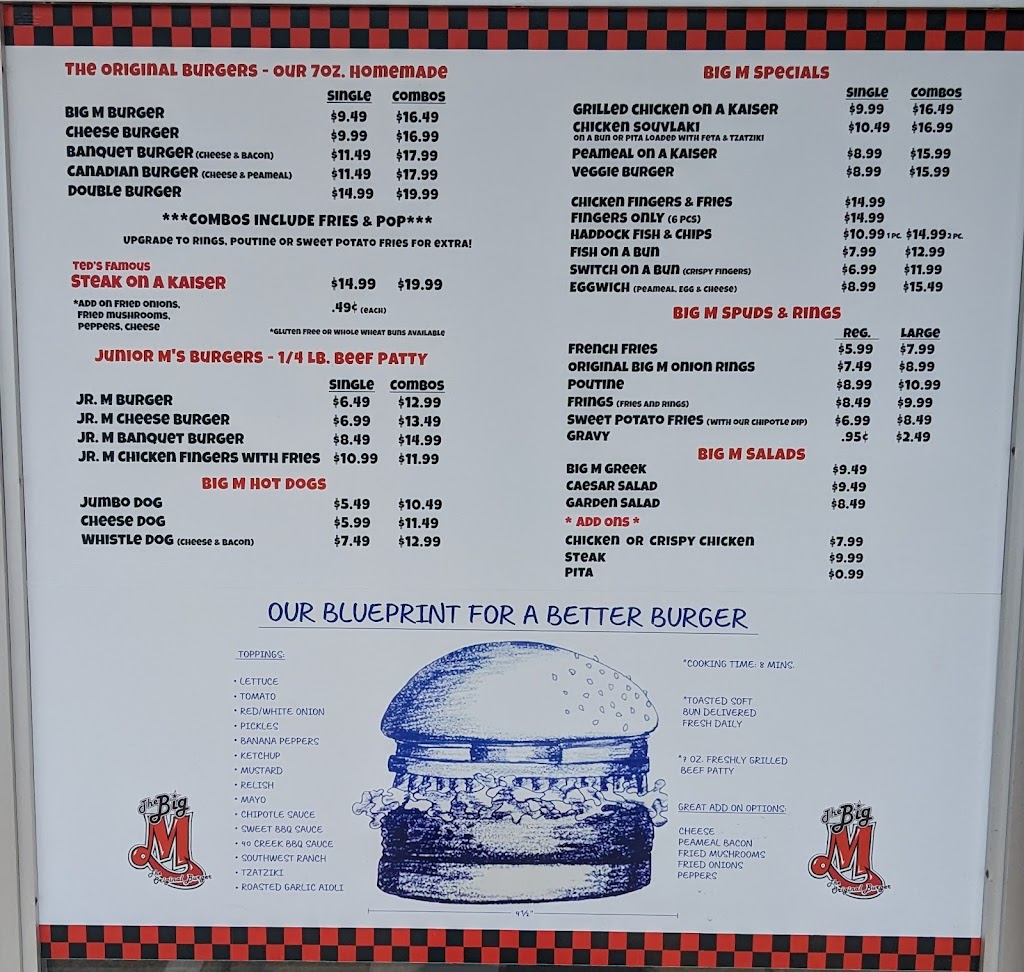 THE ORIGINAL BURGERS - OUR 7OZ. HOMEMADE
SINGLE COMBOS
BIG M BURGER $9.49 $16.49
CHEESE BURGER $9.99 $16.99
BANQUET BURGER (CHEESE & BACON) $11.49 $17.99
CANADIAN BURGER (CHEESE & PEAMEAL) $11.49 $17.99
DOUBLE BURGER $14.99 $19.99
***COMBOS INCLUDE FRIES & POP***
UPGRADE TO RINGS, POUTINE OR SWEET POTATO FRIES FOR EXTRA!
TED'S FAMOUS
STEAK ON A KAISER $14.99 $19.99
*ADD ON FRIED ONIONS, .49¢ (EACH)
FRIED MUSHROOMS,
PEPPERS, CHEESE
*GLUTEN FREE OR WHOLE WHEAT BUNS AVAILABLE
JUNIOR M'S BURGERS - 1/4 LB. BEEF PATTY
SINGLE COMBOS
JR. M BURGER $6.49 $12.99
JR. M CHEESE BURGER $6.99 $13.49
JR. M BANQUET BURGER $8.49 $14.99
JR. M CHICKEN FINGERS WITH FRIES $10.99 $11.99
BIG M HOT DOGS
JUMBO DOG $5.49 $10.49
CHEESE DOG $5.99 $11.49
WHISTLE DOG (CHEESE & BACON) $7.49 $12.99
BIG M SPECIALS
SINGLE COMBOS
GRILLED CHICKEN ON A KAISER $9.99 $16.49
CHICKEN SOUVLAKI $10.49 $16.99
ON A BUN OR PITA LOADED WITH FETA & TZATZIKI
PEAMEAL ON A KAISER $8.99 $15.99
VEGGIE BURGER $8.99 $15.99
CHICKEN FINGERS & FRIES $14.99
FINGERS ONLY (6 PCS) $14.99
HADDOCK FISH & CHIPS $10.99 1 PC. $14.99 2 PC.
FISH ON A BUN $7.99 $12.99
SWITCH ON A BUN (CRISPY FINGERS) $6.99 $11.99
EGGWICH (PEAMEAL, EGG & CHEESE) $8.99 $15.49
BIG M SPUDS & RINGS
REG. LARGE
FRENCH FRIES $5.99 $7.99
ORIGINAL BIG M ONION RINGS $7.49 $8.99
POUTINE $8.99 $10.99
FRINGS (FRIES AND RINGS) $8.49 $9.99
SWEET POTATO FRIES (WITH OUR CHIPOTLE DIP) $6.99 $8.49
GRAVY .95¢ $2.49
BIG M SALADS
BIG M GREEK $9.49
CAESAR SALAD $9.49
GARDEN SALAD $8.49
* ADD ONS *
CHICKEN OR CRISPY CHICKEN $7.99
STEAK $9.99
PITA $0.99
OUR BLUEPRINT FOR A BETTER BURGER
TOPPINGS:
• LETTUCE
• TOMATO
• RED/WHITE ONION
• PICKLES
• BANANA PEPPERS
• KETCHUP
• MUSTARD
• RELISH
• MAYO
• CHIPOTLE SAUCE
• SWEET BBQ SAUCE
• 40 CREEK BBQ SAUCE
• SOUTHWEST RANCH
• TZATZIKI
• ROASTED GARLIC AIOLI
*COOKING TIME: 8 MINS.
*TOASTED SOFT
BUN DELIVERED
FRESH DAILY
*7 OZ. FRESHLY GRILLED
BEEF PATTY
GREAT ADD ON OPTIONS:
CHEESE
PEAMEAL BACON
FRIED MUSHROOMS
FRIED ONIONS
PEPPERS
4½"
The Big
M
The Original Burger
The Big
M
The Original Burger